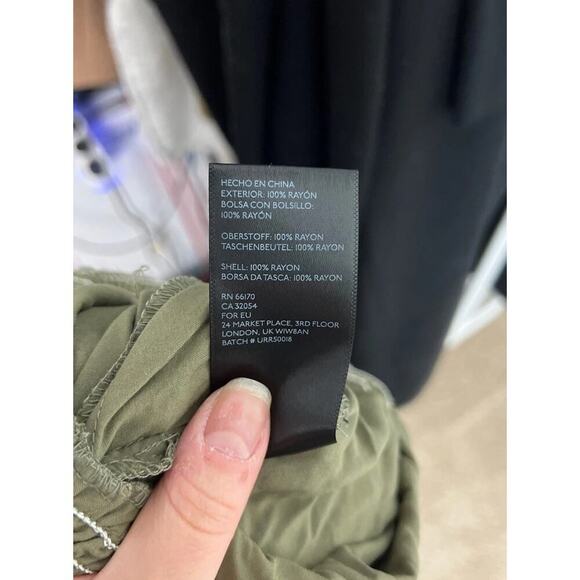 HECHO EN CHINA
EXTERIOR: 100% RAYÓN
BOLSA CON BOLSILLO:
100% RAYÓN
OBERSTOFF: 100% RAYON
TASCHENBEUTEL: 100% RAYON
SHELL: 100% RAYON
BORSA DA TASCA: 100% RAYON
RN 66170
CA 32054
FOR EU
24 MARKET PLACE, 3RD FLOOR
LONDON, UK WIW8AN
BATCH # URR50018